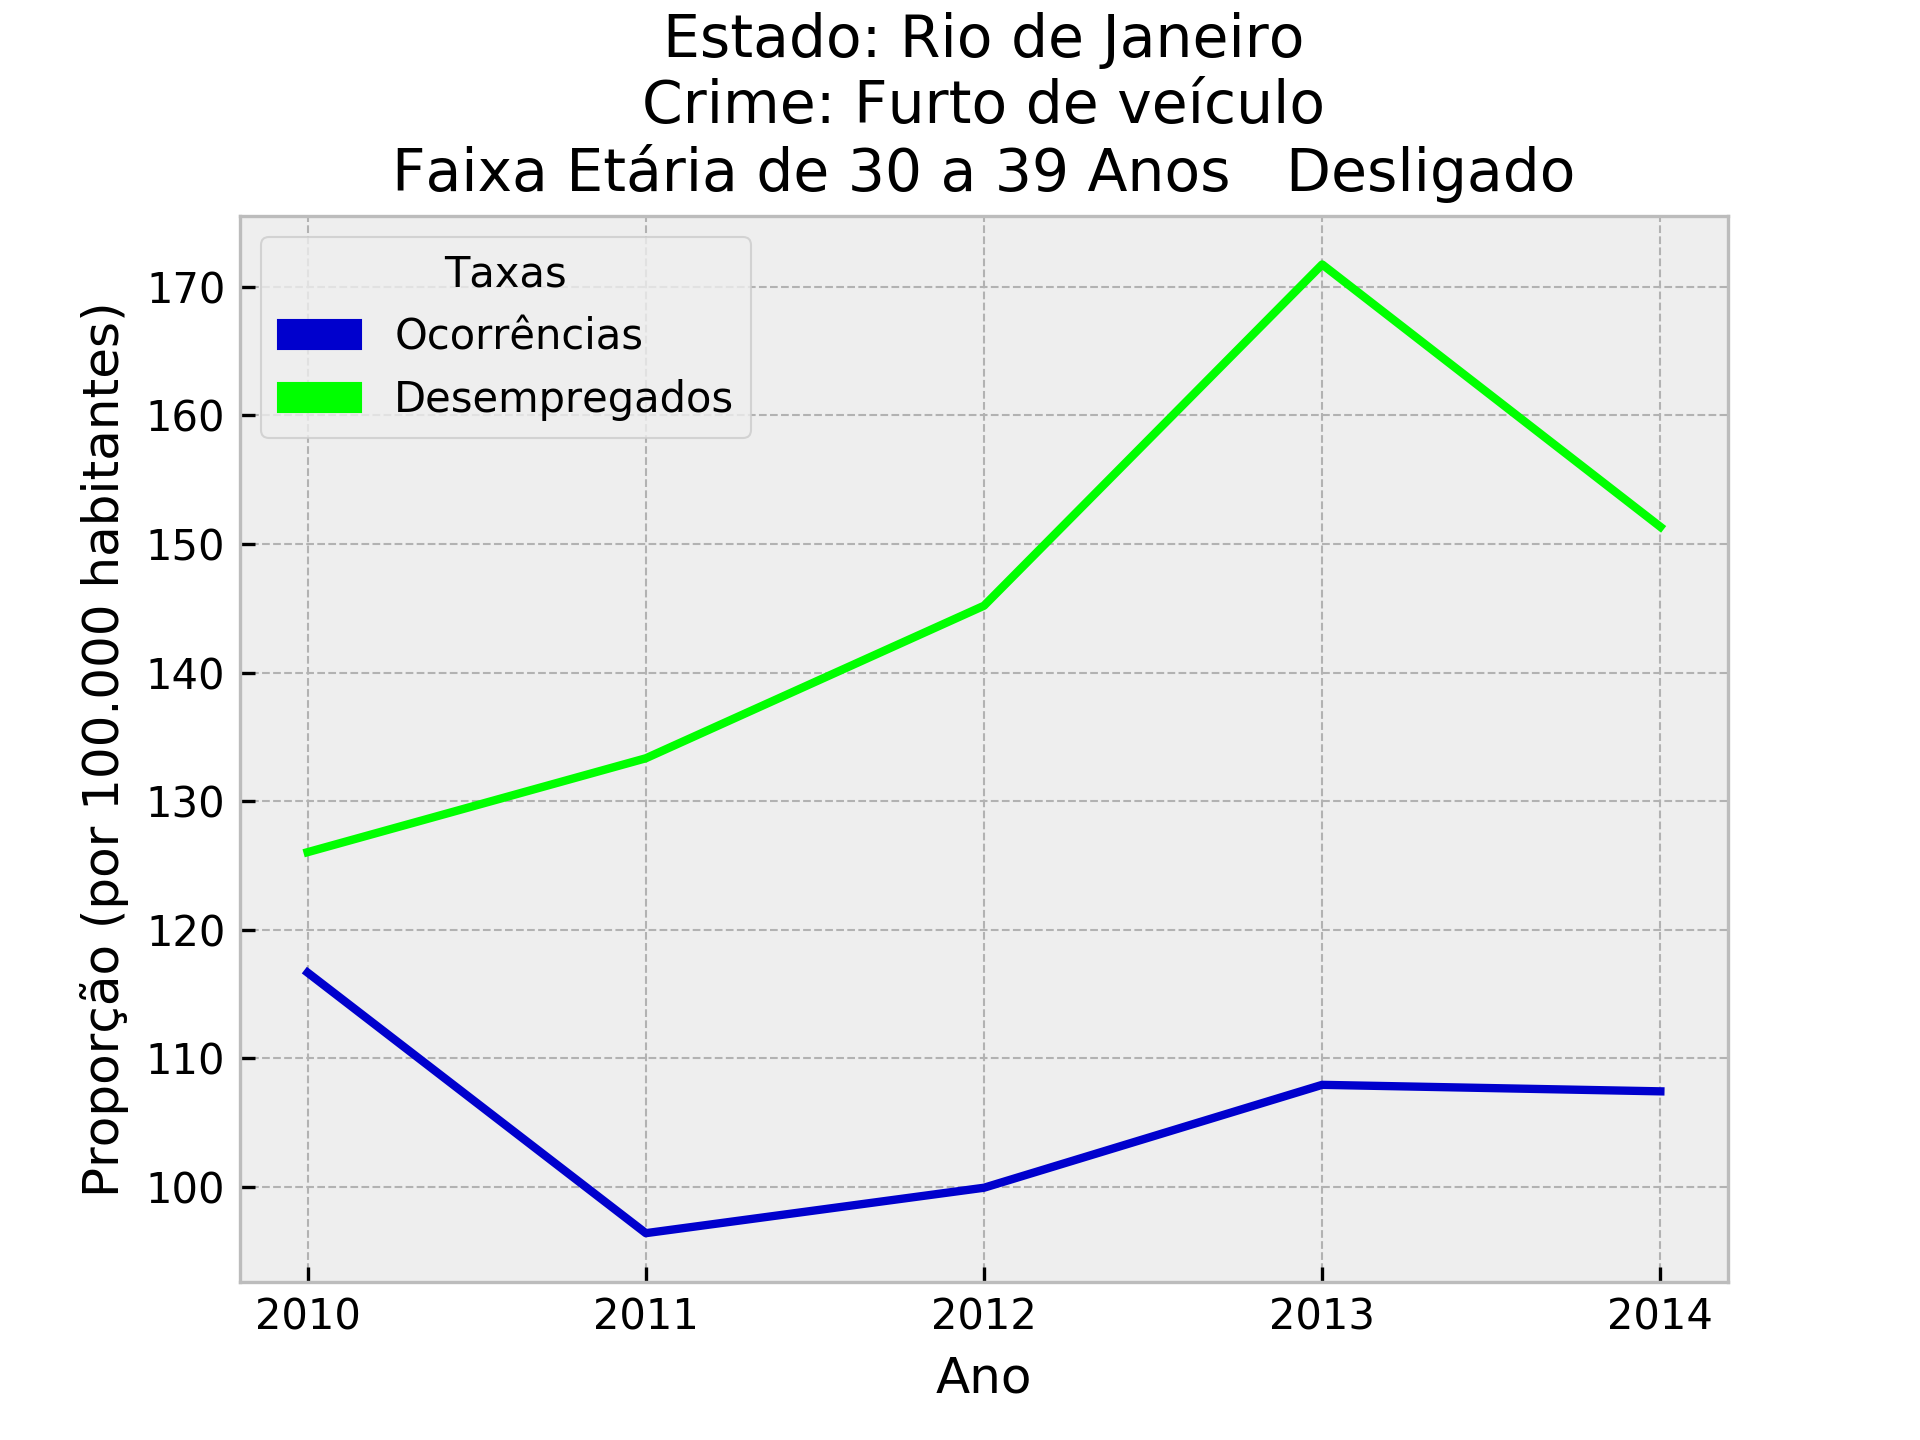 Estado: Rio de Janeiro
Crime: Furto de veículo
Faixa Etária de 30 a 39 Anos   Desligado
Taxas
Ocorrências
Desempregados
Proporção (por 100.000 habitantes)
170
160
150
140
130
120
110
100
2010 2011 2012 2013 2014
Ano